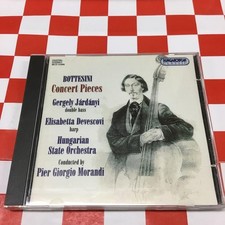 BOTTESINI
Concert Pieces
Gergely Járdányi
double bass
Elisabetta Devescovi
harp
Hungarian
State Orchestra
Conducted by
Pier Giorgio Morandi